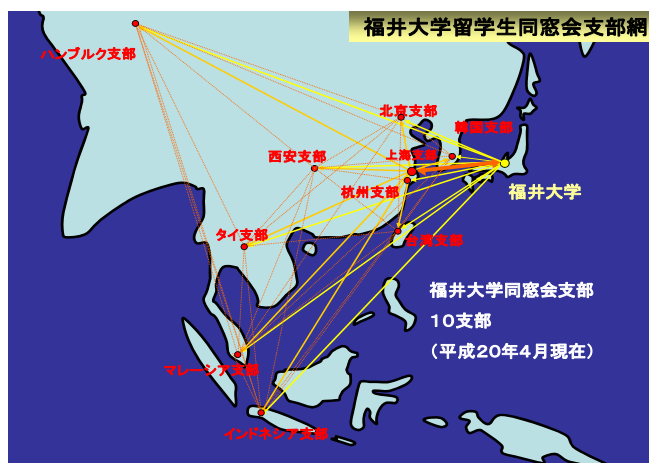 福井大学留学生同窓会支部網
ハンブルク支部
北京支部
韓国支部
西安支部
上海支部
杭州支部
福井大学
タイ支部
台湾支部
福井大学同窓会支部
１０支部
（平成２０年４月現在）
マレーシア支部
インドネシア支部